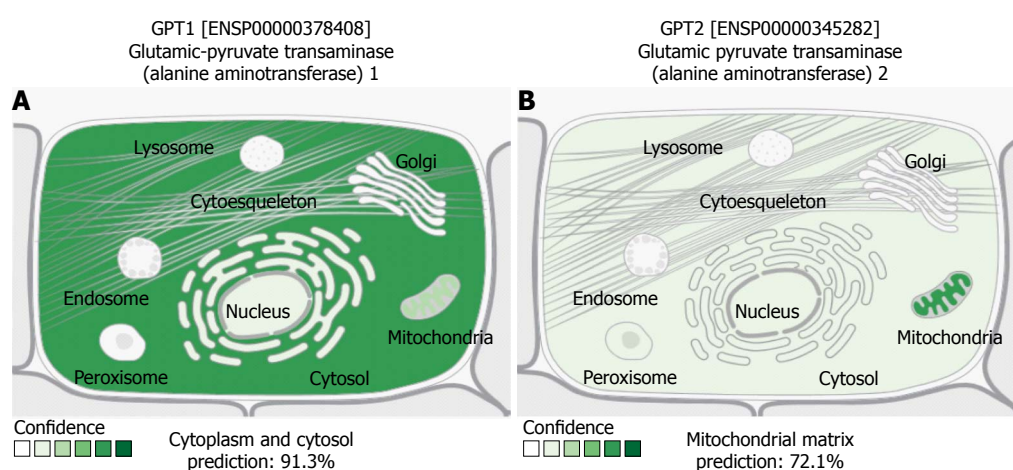 GPT1 [ENSP00000378408]
Glutamic-pyruvate transaminase
(alanine aminotransferase) 1
A
Lysosome
Golgi
Cytoesqueleton
Endosome
Nucleus
Mitochondria
Peroxisome
Cytosol
Confidence
Cytoplasm and cytosol
prediction: 91.3%
GPT2 [ENSP00000345282]
Glutamic pyruvate transaminase
(alanine aminotransferase) 2
B
Lysosome
Golgi
Cytoesqueleton
Endosome
Nucleus
Mitochondria
Peroxisome
Cytosol
Confidence
Mitochondrial matrix
prediction: 72.1%